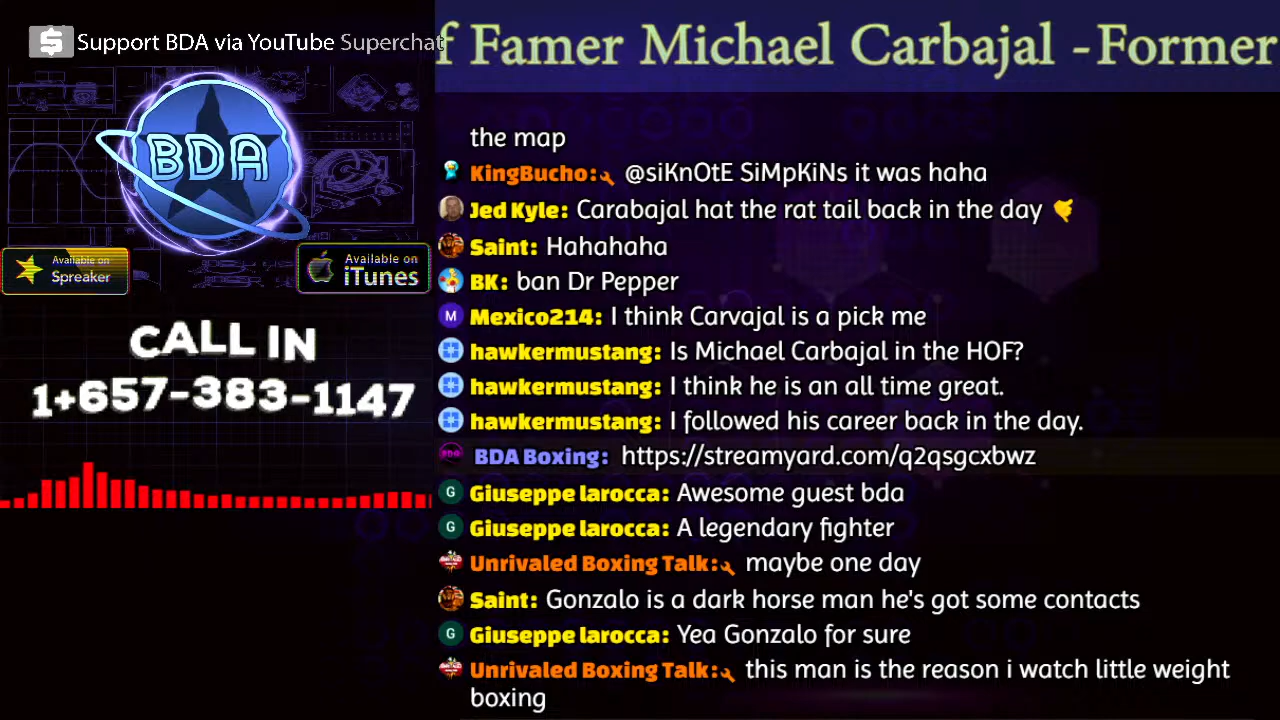 Support BDA via YouTube Superchat
f Famer Michael Carbajal -Former
BDA
Available on
Spreaker
Available on
iTunes
CALL IN
1+657-383-1147
the map
KingBucho: @siKnOtE SiMpKiNs it was haha
Jed Kyle: Carabajal hat the rat tail back in the day
Saint: Hahahaha
BK: ban Dr Pepper
M Mexico214: I think Carvajal is a pick me
hawkermustang: Is Michael Carbajal in the HOF?
hawkermustang: I think he is an all time great.
hawkermustang: I followed his career back in the day.
BDA BDA Boxing: https://streamyard.com/q2qsgcxbwz
G Giuseppe larocca: Awesome guest bda
G Giuseppe larocca: A legendary fighter
Unrivaled Boxing Talk: maybe one day
Saint: Gonzalo is a dark horse man he's got some contacts
G Giuseppe larocca: Yea Gonzalo for sure
Unrivaled Boxing Talk: this man is the reason i watch little weight
boxing